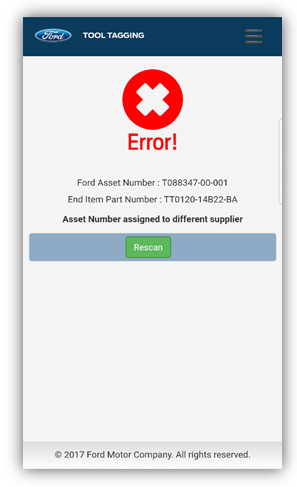 Ford TOOL TAGGING
Error!
Ford Asset Number : T088347-00-001
End Item Part Number : TT0120-14B22-BA
Asset Number assigned to different supplier
Rescan
© 2017 Ford Motor Company. All rights reserved.